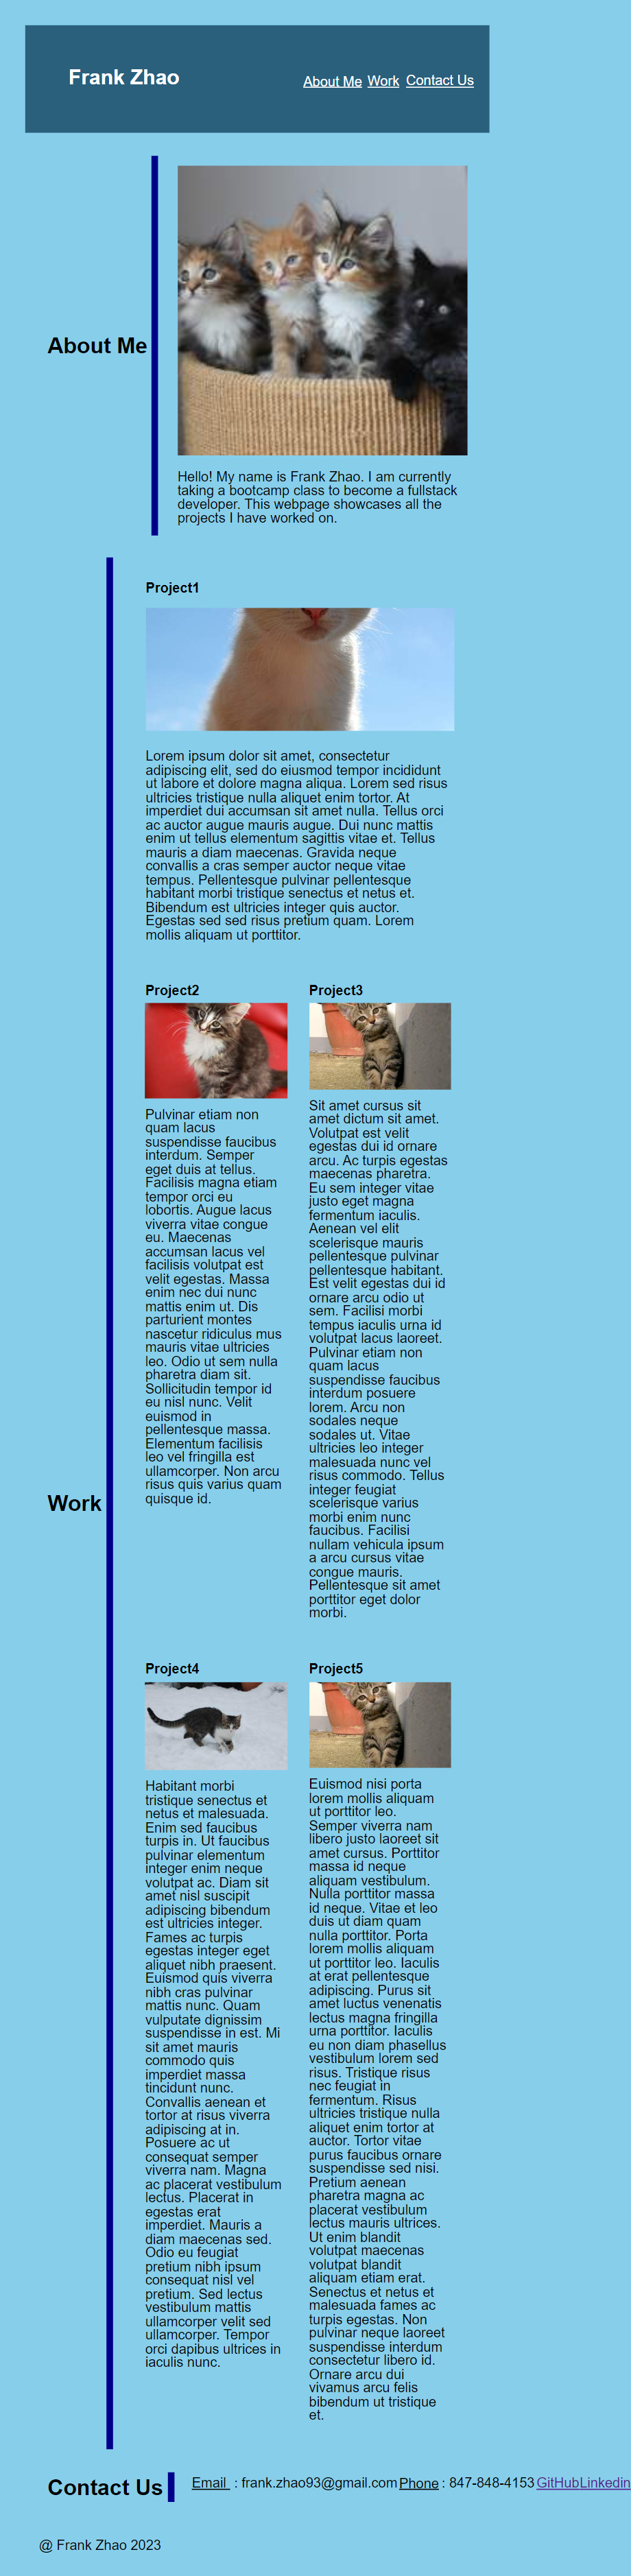 Frank Zhao
About Me Work Contact Us
About Me
Hello! My name is Frank Zhao. I am currently
taking a bootcamp class to become a fullstack
developer. This webpage showcases all the
projects I have worked on.
Project1
Lorem ipsum dolor sit amet, consectetur
adipiscing elit, sed do eiusmod tempor incididunt
ut labore et dolore magna aliqua. Lorem sed risus
ultricies tristique nulla aliquet enim tortor. At
imperdiet dui accumsan sit amet nulla. Tellus orci
ac auctor augue mauris augue. Dui nunc mattis
enim ut tellus elementum sagittis vitae et. Tellus
mauris a diam maecenas. Gravida neque
convallis a cras semper auctor neque vitae
tempus. Pellentesque pulvinar pellentesque
habitant morbi tristique senectus et netus et.
Bibendum est ultricies integer quis auctor.
Egestas sed sed risus pretium quam. Lorem
mollis aliquam ut porttitor.
Project2
Pulvinar etiam non
quam lacus
suspendisse faucibus
interdum. Semper
eget duis at tellus.
Facilisis magna etiam
tempor orci eu
lobortis. Augue lacus
viverra vitae congue
eu. Maecenas
accumsan lacus vel
facilisis volutpat est
velit egestas. Massa
enim nec dui nunc
mattis enim ut. Dis
parturient montes
nascetur ridiculus mus
mauris vitae ultricies
leo. Odio ut sem nulla
pharetra diam sit.
Sollicitudin tempor id
eu nisl nunc. Velit
euismod in
pellentesque massa.
Elementum facilisis
leo vel fringilla est
ullamcorper. Non arcu
risus quis varius quam
quisque id.
Project3
Sit amet cursus sit
amet dictum sit amet.
Volutpat est velit
egestas dui id ornare
arcu. Ac turpis egestas
maecenas pharetra.
Eu sem integer vitae
justo eget magna
fermentum iaculis.
Aenean vel elit
scelerisque mauris
pellentesque pulvinar
pellentesque habitant.
Est velit egestas dui id
ornare arcu odio ut
sem. Facilisi morbi
tempus iaculis urna id
volutpat lacus laoreet.
Pulvinar etiam non
quam lacus
suspendisse faucibus
interdum posuere
lorem. Arcu non
sodales neque
sodales ut. Vitae
ultricies leo integer
malesuada nunc vel
risus commodo. Tellus
integer feugiat
scelerisque varius
morbi enim nunc
faucibus. Facilisi
nullam vehicula ipsum
a arcu cursus vitae
congue mauris.
Pellentesque sit amet
porttitor eget dolor
morbi.
Work
Project4
Habitant morbi
tristique senectus et
netus et malesuada.
Enim sed faucibus
turpis in. Ut faucibus
pulvinar elementum
integer enim neque
volutpat ac. Diam sit
amet nisl suscipit
adipiscing bibendum
est ultricies integer.
Fames ac turpis
egestas integer eget
aliquet nibh praesent.
Euismod quis viverra
nibh cras pulvinar
mattis nunc. Quam
vulputate dignissim
suspendisse in est. Mi
sit amet mauris
commodo quis
imperdiet massa
tincidunt nunc.
Convallis aenean et
tortor at risus viverra
adipiscing at in.
Posuere ac ut
consequat semper
viverra nam. Magna
ac placerat vestibulum
lectus. Placerat in
egestas erat
imperdiet. Mauris a
diam maecenas sed.
Odio eu feugiat
pretium nibh ipsum
consequat nisl vel
pretium. Sed lectus
vestibulum mattis
ullamcorper velit sed
ullamcorper. Tempor
orci dapibus ultrices in
iaculis nunc.
Project5
Euismod nisi porta
lorem mollis aliquam
ut porttitor leo.
Semper viverra nam
libero justo laoreet sit
amet cursus. Porttitor
massa id neque
aliquam vestibulum.
Nulla porttitor massa
id neque. Vitae et leo
duis ut diam quam
nulla porttitor. Porta
lorem mollis aliquam
ut porttitor leo. Iaculis
at erat pellentesque
adipiscing. Purus sit
amet luctus venenatis
lectus magna fringilla
urna porttitor. Iaculis
eu non diam phasellus
vestibulum lorem sed
risus. Tristique risus
nec feugiat in
fermentum. Risus
ultricies tristique nulla
aliquet enim tortor at
auctor. Tortor vitae
purus faucibus ornare
suspendisse sed nisi.
Pretium aenean
pharetra magna ac
placerat vestibulum
lectus mauris ultrices.
Ut enim blandit
volutpat maecenas
volutpat blandit
aliquam etiam erat.
Senectus et netus et
malesuada fames ac
turpis egestas. Non
pulvinar neque laoreet
suspendisse interdum
consectetur libero id.
Ornare arcu dui
vivamus arcu felis
bibendum ut tristique
et.
Contact Us
Email : frank.zhao93@gmail.com Phone : 847-848-4153 GitHubLinkedin
@ Frank Zhao 2023